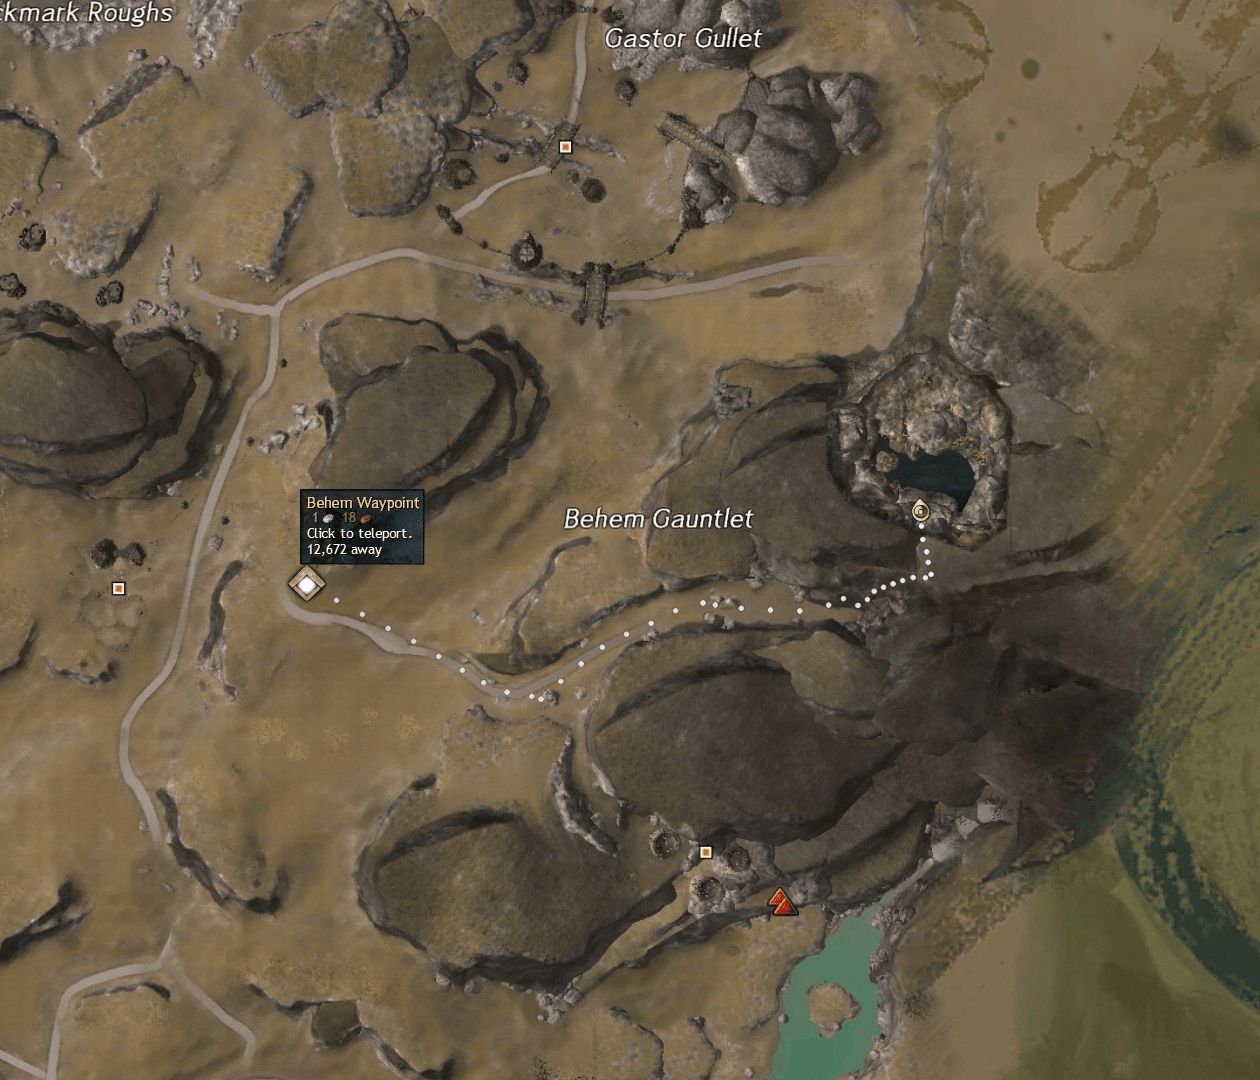 ckmark Roughs
Gastor Gullet
Behem Waypoint
1 18
Click to teleport.
12,672 away
Behem Gauntlet